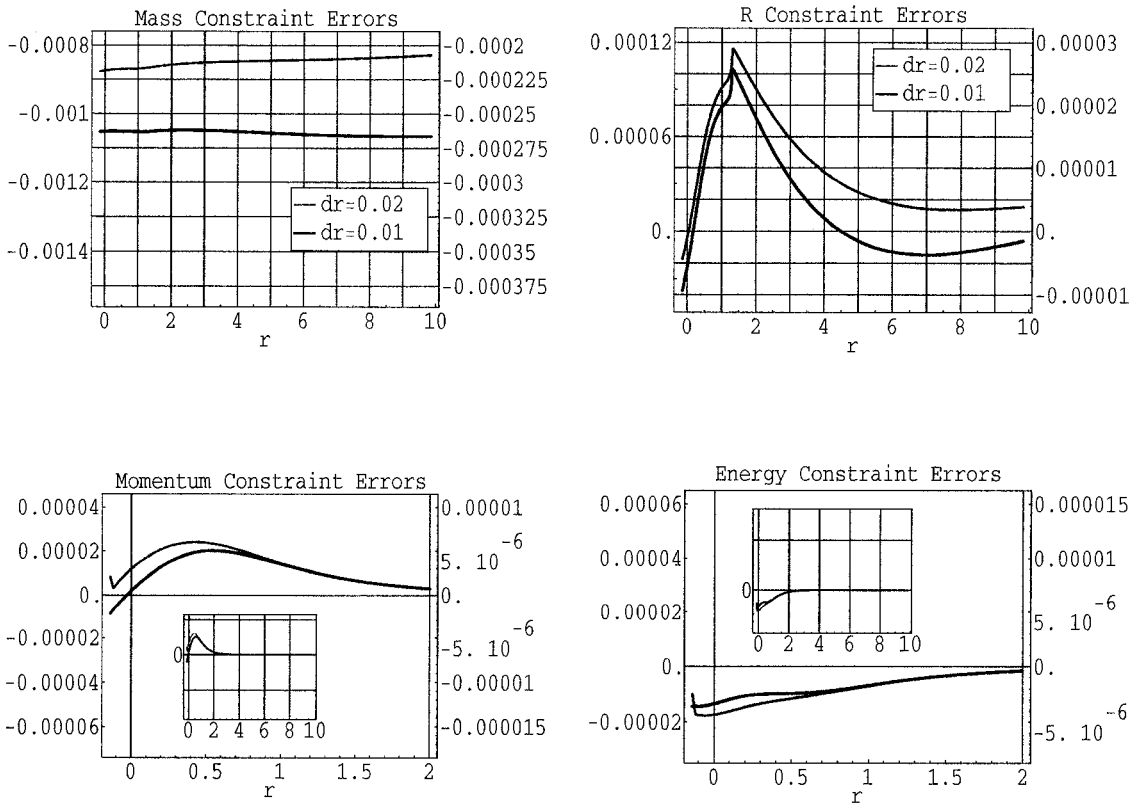 Mass Constraint Errors
-0.0008
-0.001
-0.0012
-0.0014
-0.0002
-0.000225
-0.00025
-0.000275
-0.0003
-0.000325
-0.00035
-0.000375
dr=0.02
dr=0.01
0 2 4 6 8 10
r
R Constraint Errors
0.00012
0.00006
0.
0.00003
0.00002
0.00001
0.
-0.00001
dr=0.02
dr=0.01
0 2 4 6 8 10
r
Momentum Constraint Errors
0.00004
0.00002
0.
-0.00002
-0.00004
-0.00006
0.00001
5. 10^-6
0.
-5. 10^-6
-0.00001
-0.000015
0
0 2 4 6 8 10
0 0.5 1 1.5 2
r
Energy Constraint Errors
0.00006
0.00004
0.00002
0.
-0.00002
0.000015
0.00001
5. 10^-6
0.
-5. 10^-6
0
0 2 4 6 8 10
0 0.5 1 1.5 2
r